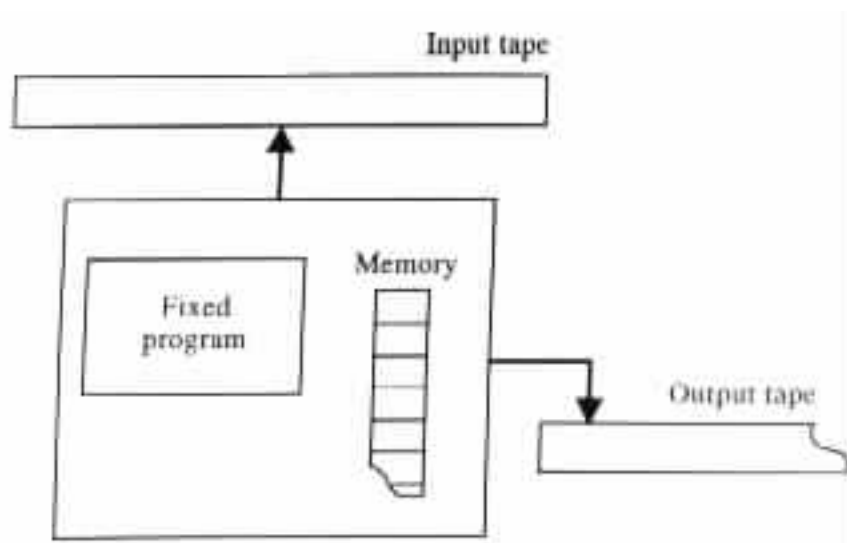 Input tape
Memory
Fixed
program
Output tape